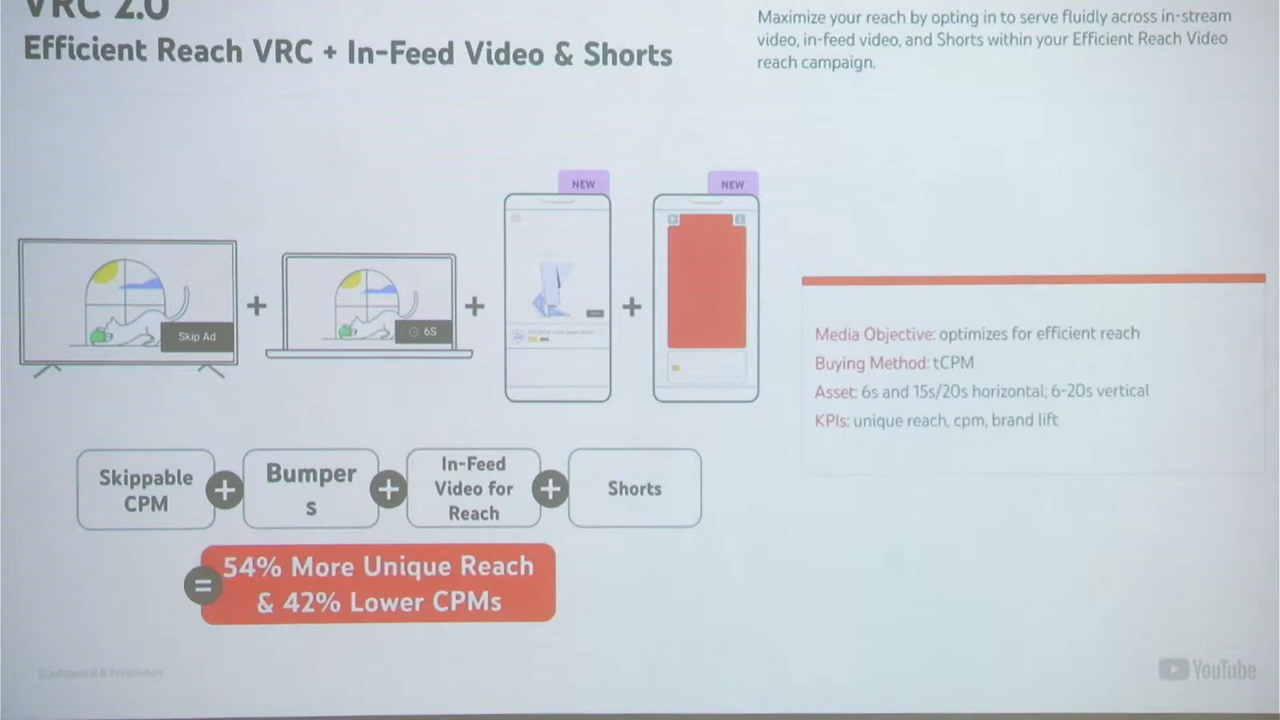 VRC 2.0
Efficient Reach VRC + In-Feed Video & Shorts
Maximize your reach by opting in to serve fluidly across in-stream
video, in-feed video, and Shorts within your Efficient Reach Video
reach campaign.
NEW
NEW
Skip Ad
+
6S
+
+
Media Objective: optimizes for efficient reach
Buying Method: tCPM
Asset: 6s and 15s/20s horizontal; 6-20s vertical
KPIs: unique reach, cpm, brand lift
Skippable
CPM
+
Bumper
s
+
In-Feed
Video for
Reach
+
Shorts
=
54% More Unique Reach
& 42% Lower CPMs
Confidential & Proprietary
YouTube